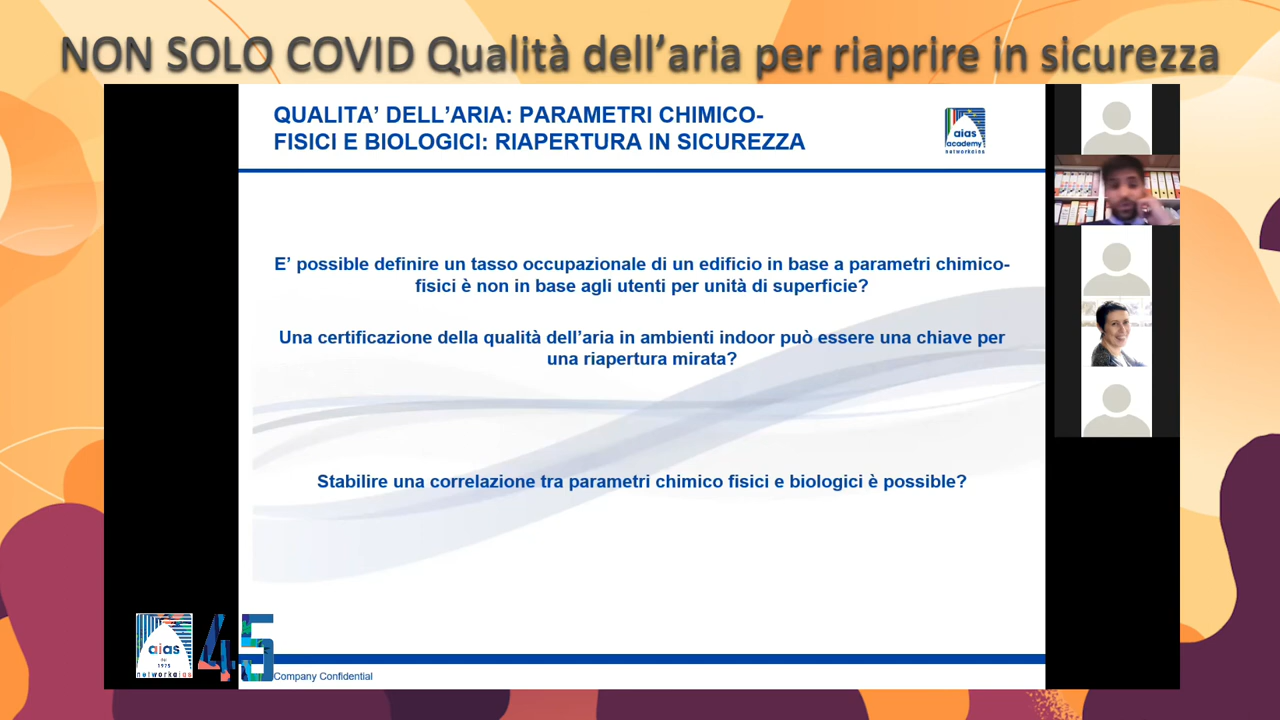 NON SOLO COVID Qualità dell'aria per riaprire in sicurezza
QUALITA' DELL'ARIA: PARAMETRI CHIMICO-
FISICI E BIOLOGICI: RIAPERTURA IN SICUREZZA
aias
academy
networkaias
E' possible definire un tasso occupazionale di un edificio in base a parametri chimico-
fisici è non in base agli utenti per unità di superficie?
Una certificazione della qualità dell'aria in ambienti indoor può essere una chiave per
una riapertura mirata?
Stabilire una correlazione tra parametri chimico fisici e biologici è possible?
aias
1975
networkaias
45
Company Confidential